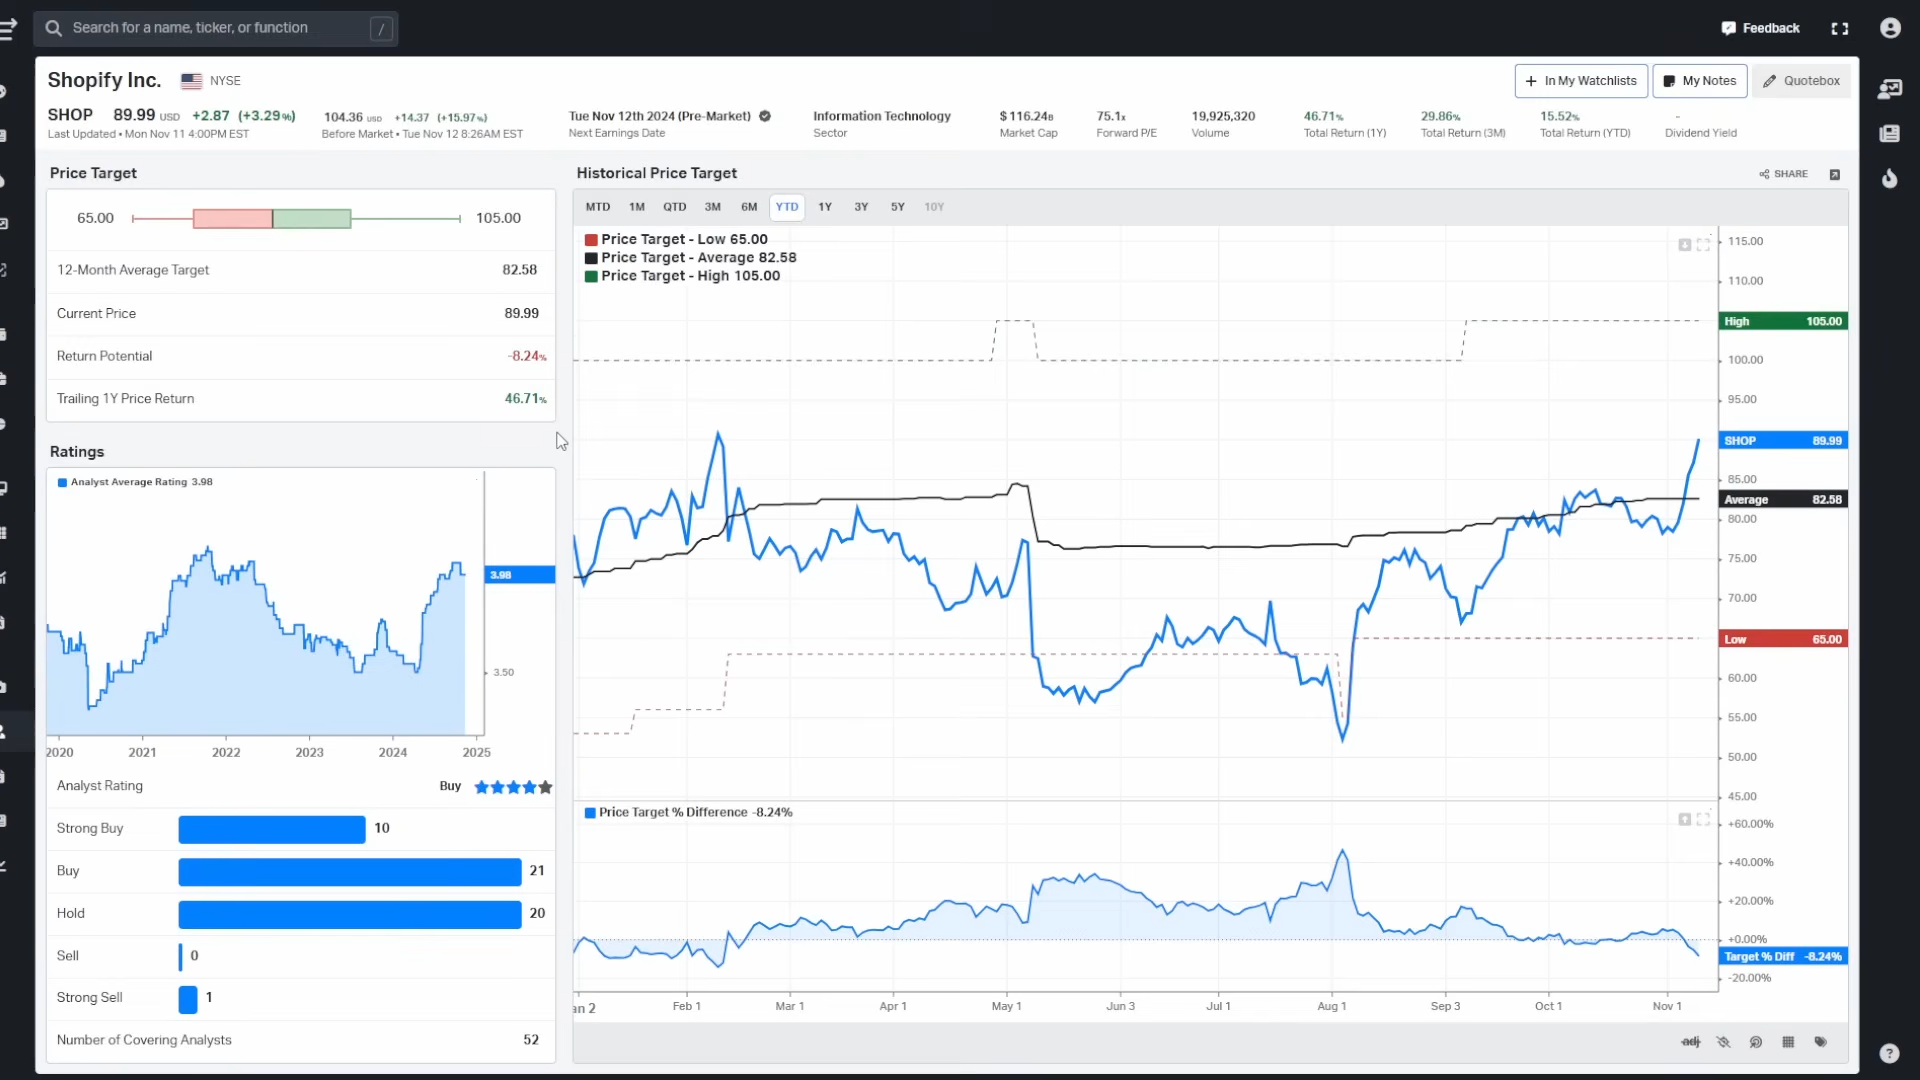 Search for a name, ticker, or function
/
Feedback
Shopify Inc.
NYSE
In My Watchlists
My Notes
Quotebox
SHOP 89.99 USD +2.87 (+3.29%)
Last Updated • Mon Nov 11 4:00PM EST
104.36 USD +14.37 (+15.97%)
Before Market • Tue Nov 12 8:26AM EST
Tue Nov 12th 2024 (Pre-Market)
Next Earnings Date
Information Technology
Sector
$116.24B
Market Cap
75.1x
Forward P/E
19,925,320
Volume
46.71%
Total Return (1Y)
29.86%
Total Return (3M)
15.52%
Total Return (YTD)
-
Dividend Yield
Price Target
65.00
105.00
12-Month Average Target 82.58
Current Price 89.99
Return Potential -8.24%
Trailing 1Y Price Return 46.71%
Ratings
Analyst Average Rating 3.98
3.98
3.50
2020 2021 2022 2023 2024 2025
Analyst Rating Buy
Strong Buy 10
Buy 21
Hold 20
Sell 0
Strong Sell 1
Number of Covering Analysts 52
Historical Price Target
SHARE
MTD 1M QTD 3M 6M YTD 1Y 3Y 5Y 10Y
Price Target - Low 65.00
Price Target - Average 82.58
Price Target - High 105.00
115.00
110.00
High 105.00
100.00
95.00
SHOP 89.99
85.00
Average 82.58
80.00
75.00
70.00
Low 65.00
60.00
55.00
50.00
45.00
Price Target % Difference -8.24%
+60.00%
+40.00%
+20.00%
+0.00%
Target % Diff -8.24%
-20.00%
an 2 Feb 1 Mar 1 Apr 1 May 1 Jun 3 Jul 1 Aug 1 Sep 3 Oct 1 Nov 1
adj
?